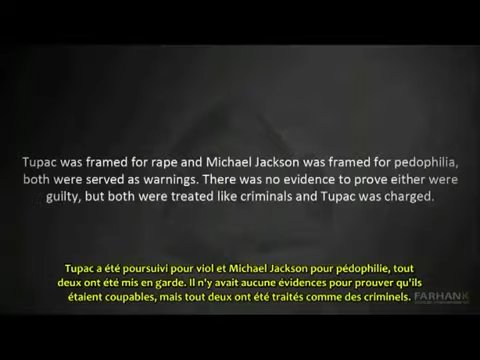 Tupac was framed for rape and Michael Jackson was framed for pedophilia,
both were served as warnings. There was no evidence to prove either were
guilty, but both were treated like criminals and Tupac was charged.
Tupac a été poursuivi pour viol et Michael Jackson pour pédophilie, tout
deux ont été mis en garde. Il n'y avait aucune évidences pour prouver qu'ils
étaient coupables, mais tout deux ont été traités comme des criminels.
FARHANK